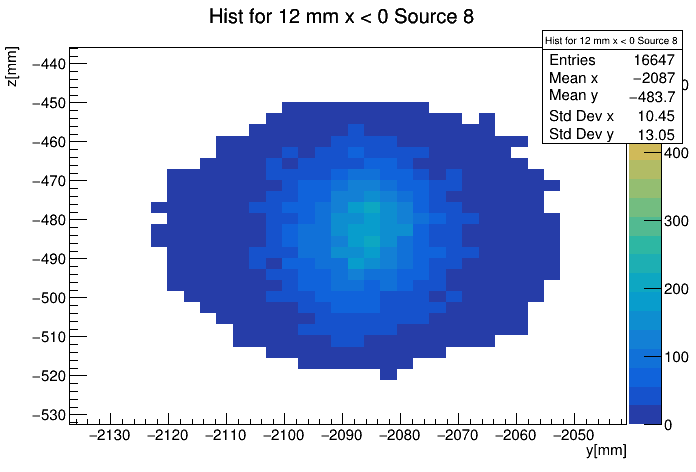 Hist for 12 mm x < 0 Source 8
Hist for 12 mm x < 0 Source 8
Entries 16647
Mean x −2087
Mean y −483.7
Std Dev x 10.45
Std Dev y 13.05
z[mm]
−440
−450
−460
−470
−480
−490
−500
−510
−520
−530
−2130 −2120 −2110 −2100 −2090 −2080 −2070 −2060 −2050
y[mm]
0
400
300
200
100
0